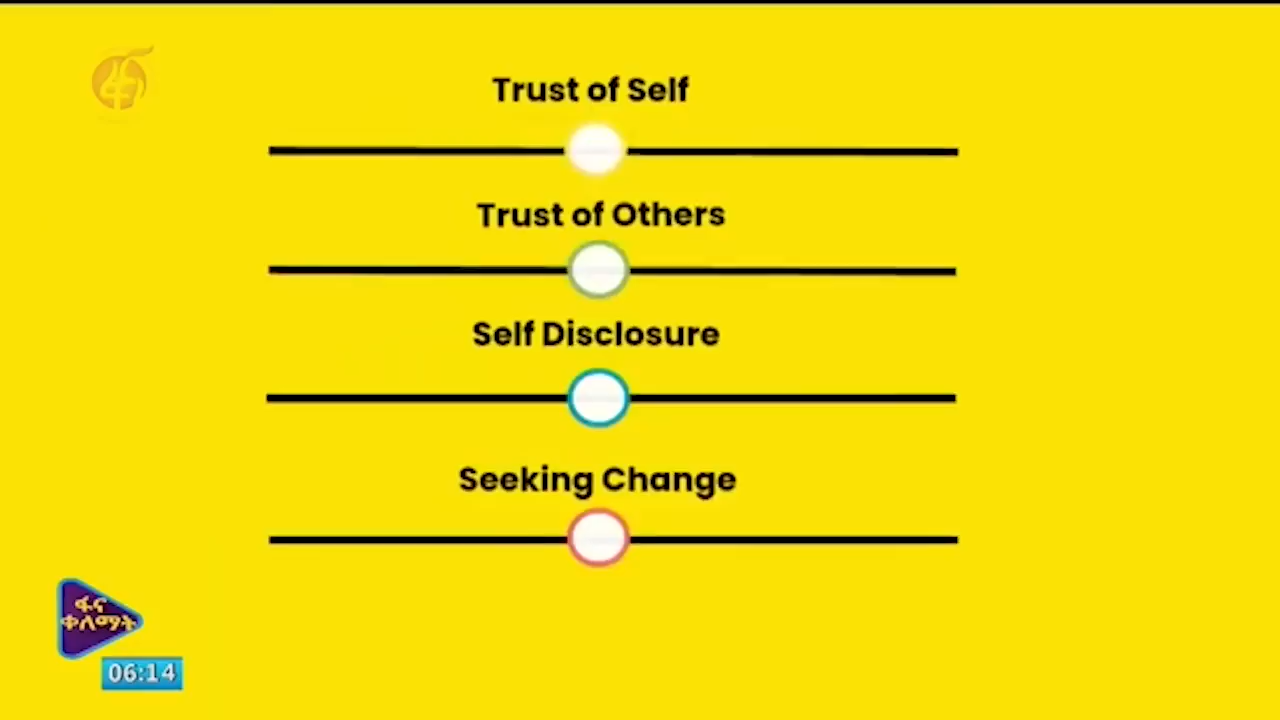 Trust of Self
Trust of Others
Self Disclosure
Seeking Change
ፋና
ቀለማት
06:14